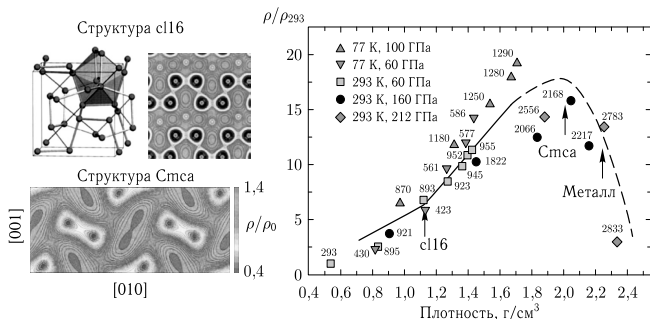 Структура cI16
Структура Cmca
1,4
ρ/ρ0
0,4
[001]
[010]
ρ/ρ293
20
15
10
5
0
77 К, 100 ГПа
77 К, 60 ГПа
293 К, 60 ГПа
293 К, 160 ГПа
293 К, 212 ГПа
1290
1280
1250
586
577
1180
952
955
561
945
1822
923
870
893
423
921
430
895
293
2168
2556
2783
2066
2217
2833
Cmca
Металл
cI16
0,4 0,6 0,8 1,0 1,2 1,4 1,6 1,8 2,0 2,2 2,4
Плотность, г/см³